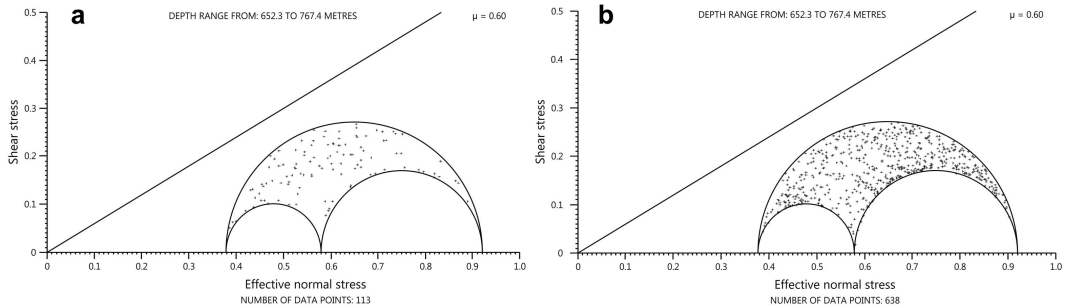 a
DEPTH RANGE FROM: 652.3 TO 767.4 METRES
μ = 0.60
0.5
0.4
0.3
0.2
0.1
0
Shear stress
0 0.1 0.2 0.3 0.4 0.5 0.6 0.7 0.8 0.9 1.0
Effective normal stress
NUMBER OF DATA POINTS: 113
b
DEPTH RANGE FROM: 652.3 TO 767.4 METRES
μ = 0.60
0.5
0.4
0.3
0.2
0.1
0
Shear stress
0 0.1 0.2 0.3 0.4 0.5 0.6 0.7 0.8 0.9 1.0
Effective normal stress
NUMBER OF DATA POINTS: 638